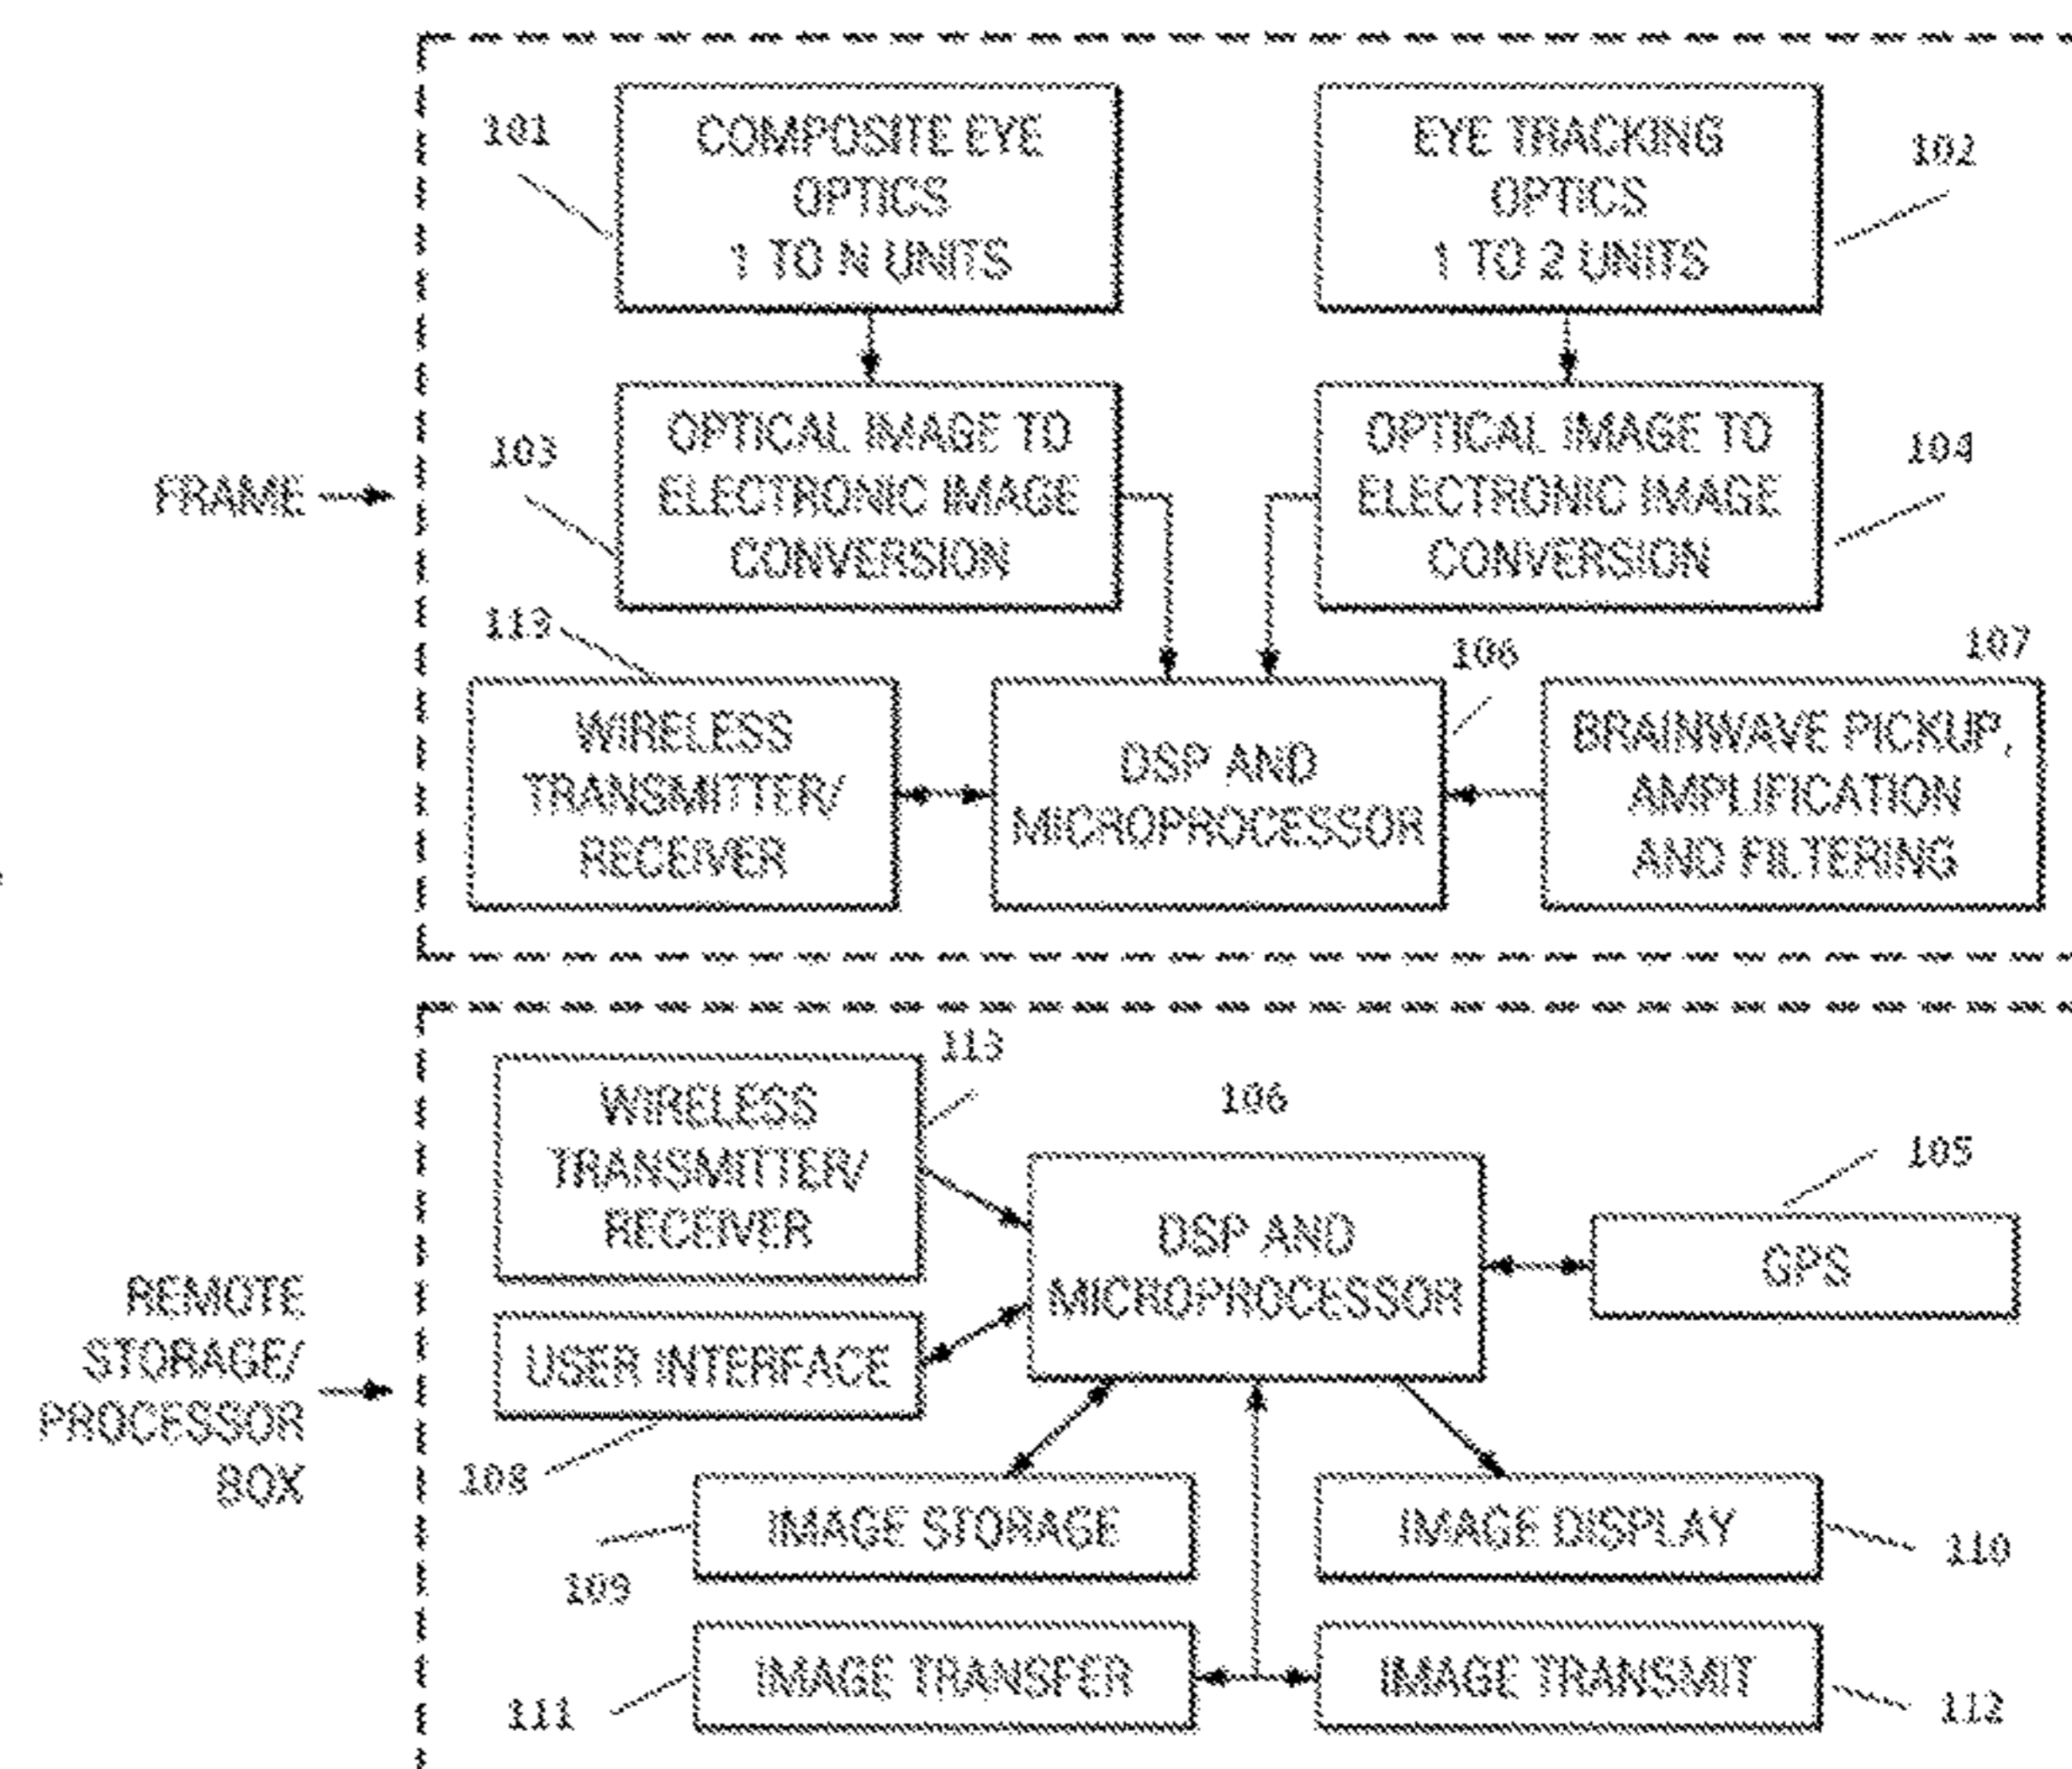 101
COMPOSITE EYE
OPTICS
1 TO N UNITS
EYE TRACKING
OPTICS
1 TO 2 UNITS
102
FRAME
103
OPTICAL IMAGE TO
ELECTRONIC IMAGE
CONVERSION
OPTICAL IMAGE TO
ELECTRONIC IMAGE
CONVERSION
104
113
WIRELESS
TRANSMITTER/
RECEIVER
106
DSP AND
MICROPROCESSOR
107
BRAINWAVE PICKUP,
AMPLIFICATION
AND FILTERING
REMOTE
STORAGE/
PROCESSOR
BOX
113
WIRELESS
TRANSMITTER/
RECEIVER
106
DSP AND
MICROPROCESSOR
105
GPS
USER INTERFACE
108
IMAGE STORAGE
109
IMAGE DISPLAY
110
IMAGE TRANSFER
111
IMAGE TRANSMIT
112